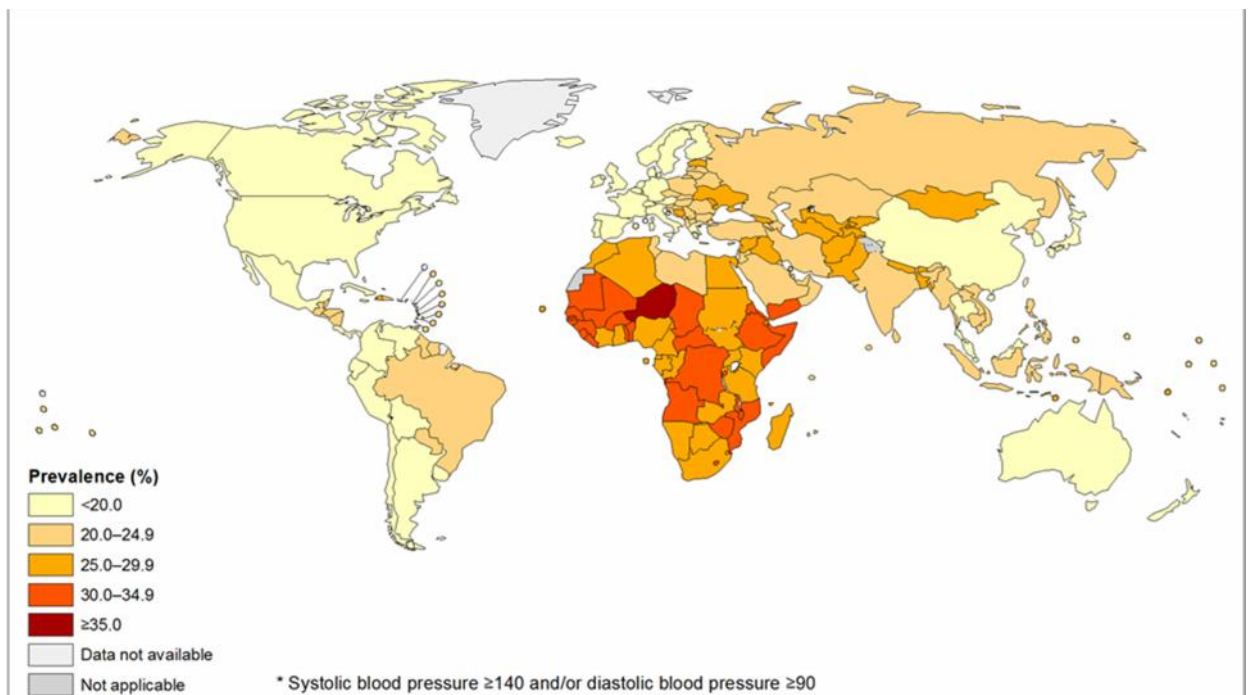 Prevalence (%)
<20.0
20.0–24.9
25.0–29.9
30.0–34.9
≥35.0
Data not available
Not applicable
* Systolic blood pressure ≥140 and/or diastolic blood pressure ≥90